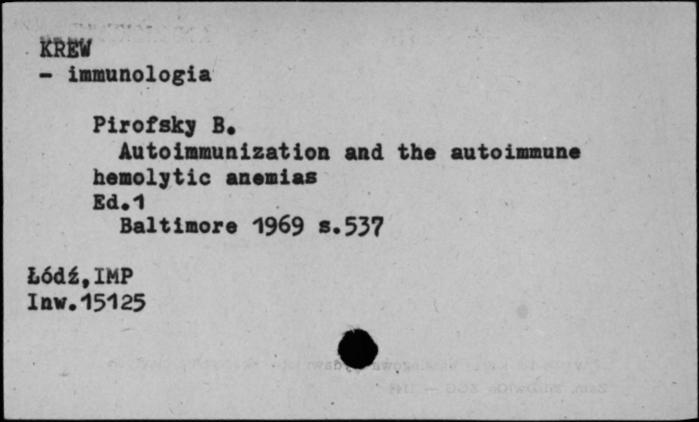 KREW
- immunologia
Pirofsky B.
Autoimmunization and the autoimmune
hemolytic anemias
Ed.1
Baltimore 1969 s.537
Łódź,IMP
Inw.15125